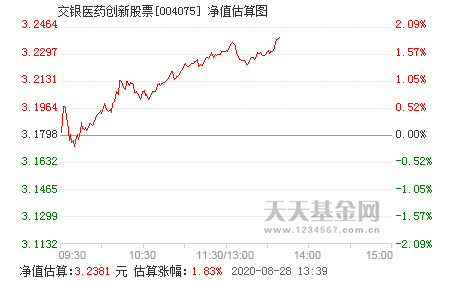 交银医药创新股票[004075] 净值估算图
3.2464 2.09%
3.2297 1.57%
3.2131 1.05%
3.1964 0.52%
3.1798 0.00%
3.1632 -0.52%
3.1465 -1.05%
3.1299 -1.57%
3.1132 -2.09%
天天基金网
www.1234567.com.cn
09:30 10:30 11:30/13:00 14:00 15:00
净值估算:3.2381 元 估算涨幅: 1.83% 2020-08-28 13:39